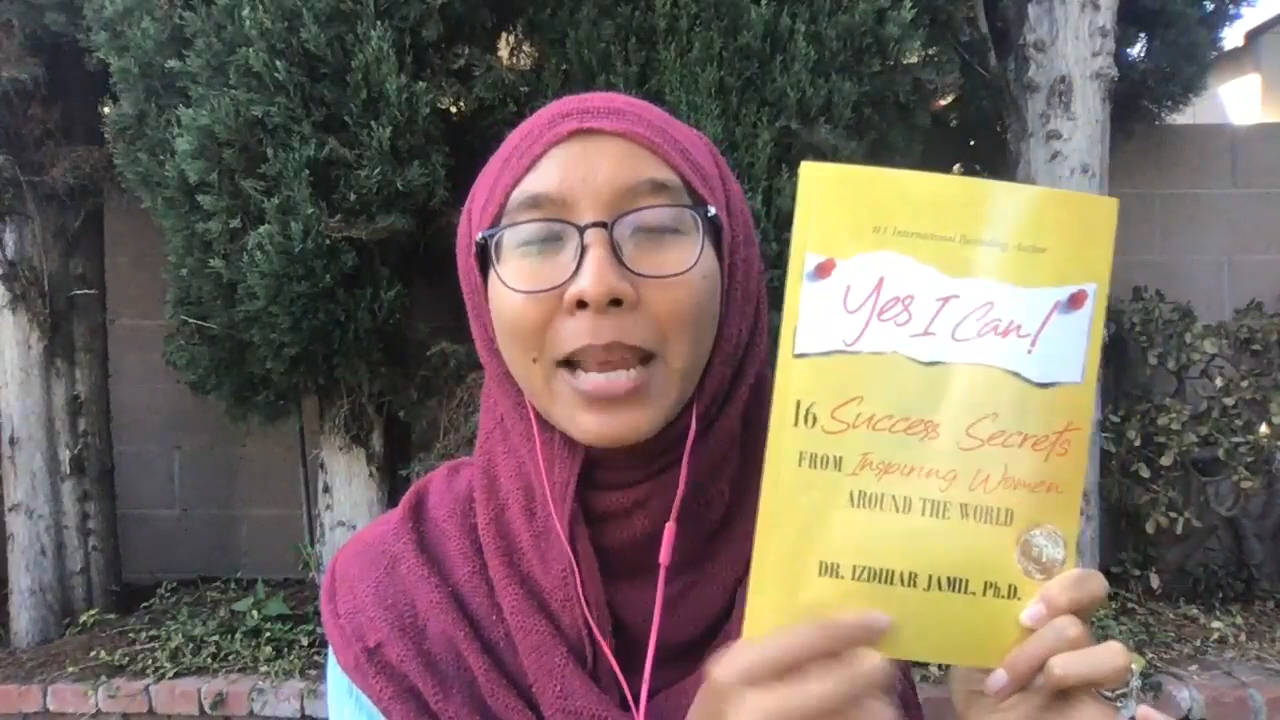 #1 International Bestselling Author
Yes I Can!
16 Success Secrets
FROM Inspiring Women
AROUND THE WORLD
DR. IZDIHAR JAMIL, Ph.D.